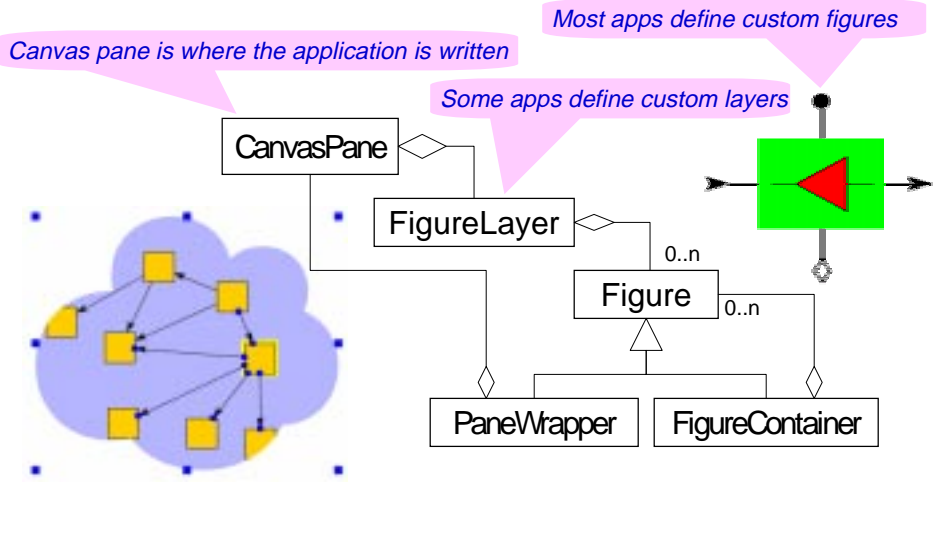 Most apps define custom figures
Canvas pane is where the application is written
Some apps define custom layers
CanvasPane
FigureLayer
0..n
Figure
0..n
PaneWrapper
FigureContainer